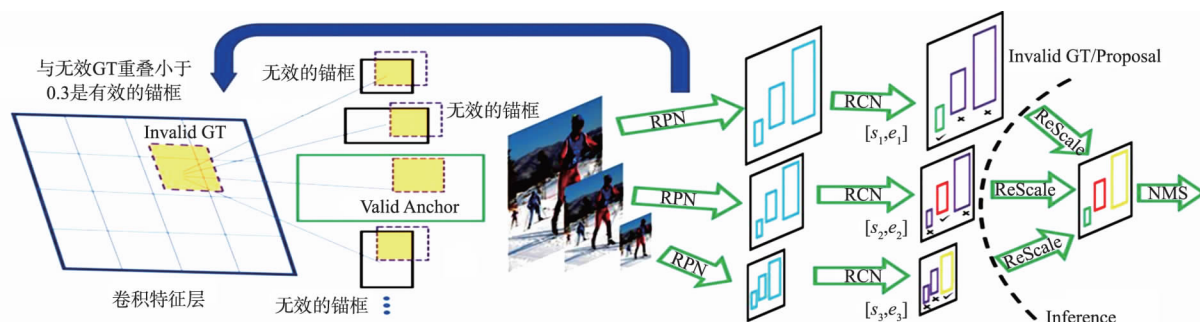 与无效GT重叠小于
0.3是有效的锚框
Invalid GT
卷积特征层
无效的锚框
无效的锚框
Valid Anchor
无效的锚框
RPN
RPN
RPN
RCN
[s₁,e₁]
RCN
[s₂,e₂]
RCN
[s₃,e₃]
Invalid GT/Proposal
ReScale
ReScale
ReScale
NMS
Inference